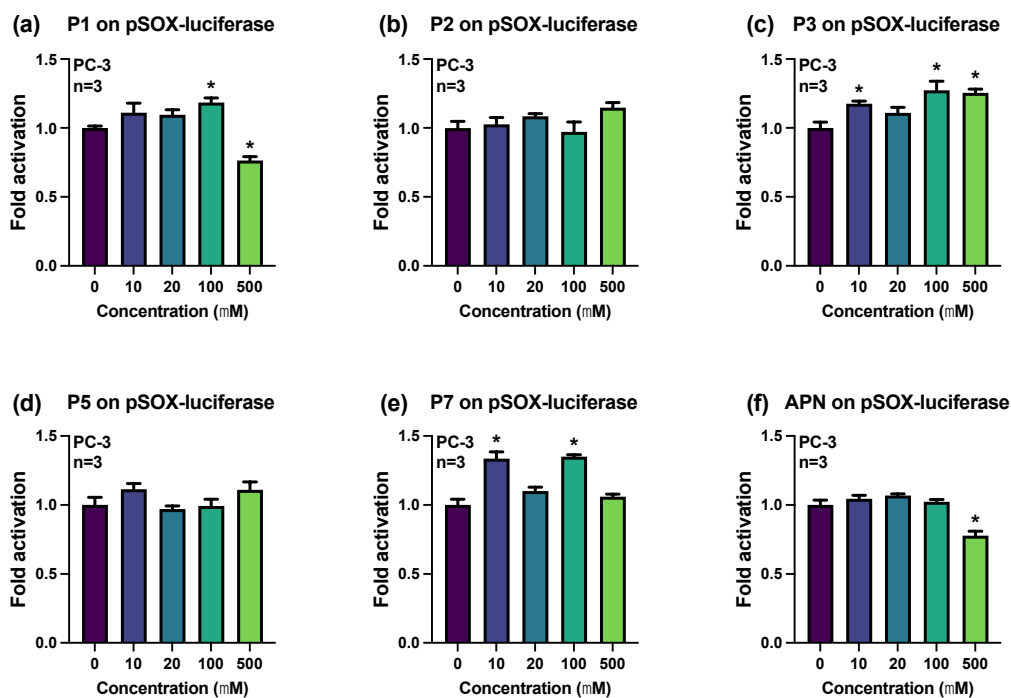 (a) P1 on pSOX-luciferase
Fold activation
1.5
1.0
0.5
0.0
PC-3
n=3
*
*
0 10 20 100 500
Concentration (mM)
(b) P2 on pSOX-luciferase
Fold activation
1.5
1.0
0.5
0.0
PC-3
n=3
0 10 20 100 500
Concentration (mM)
(c) P3 on pSOX-luciferase
Fold activation
1.5
1.0
0.5
0.0
PC-3
n=3
*
*
*
0 10 20 100 500
Concentration (mM)
(d) P5 on pSOX-luciferase
Fold activation
1.5
1.0
0.5
0.0
PC-3
n=3
0 10 20 100 500
Concentration (mM)
(e) P7 on pSOX-luciferase
Fold activation
1.5
1.0
0.5
0.0
PC-3
n=3
*
*
0 10 20 100 500
Concentration (mM)
(f) APN on pSOX-luciferase
Fold activation
1.5
1.0
0.5
0.0
PC-3
n=3
*
0 10 20 100 500
Concentration (mM)